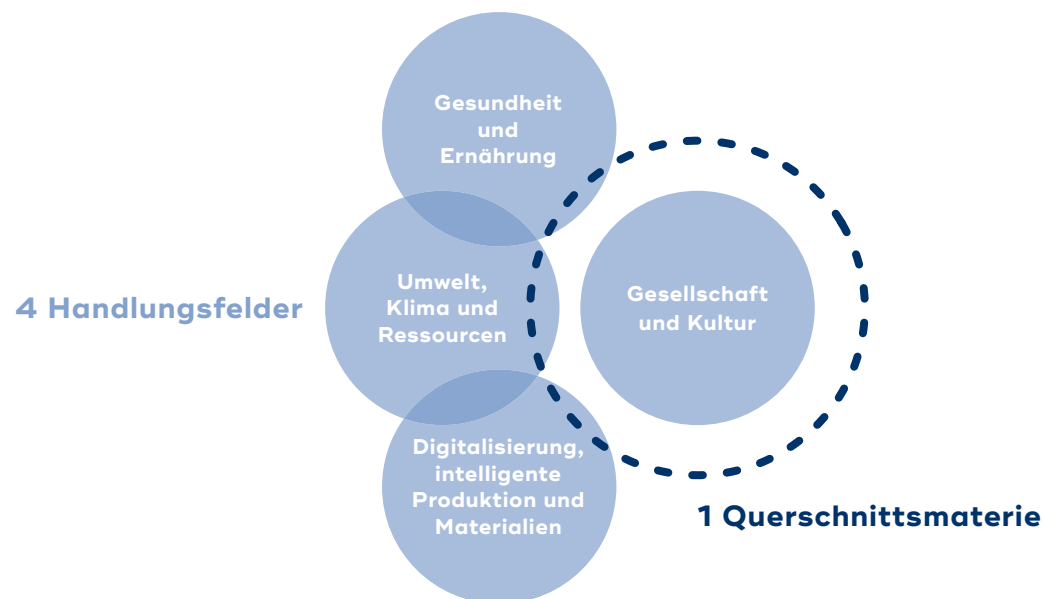 Gesundheit
und
Ernährung
4 Handlungsfelder
Umwelt,
Klima und
Ressourcen
Gesellschaft
und Kultur
Digitalisierung,
intelligente
Produktion und
Materialien
1 Querschnittsmaterie